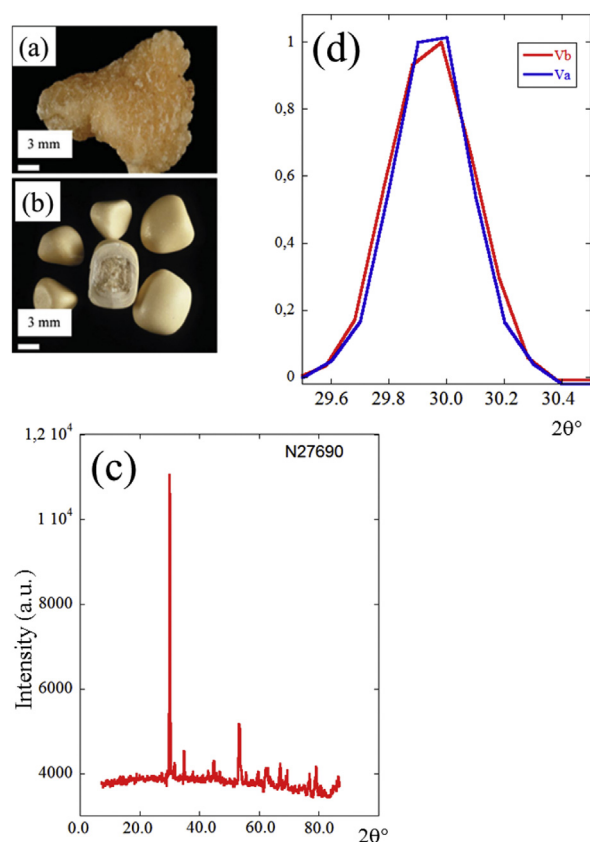 (a)
3 mm
(b)
3 mm
(d)
Vb
Va
1
0,8
0,6
0,4
0,2
0
29.6 29.8 30.0 30.2 30.4
2θ°
(c)
N27690
1,2 10⁴
1 10⁴
8000
6000
4000
Intensity (a.u.)
0.0 20.0 40.0 60.0 80.0
2θ°